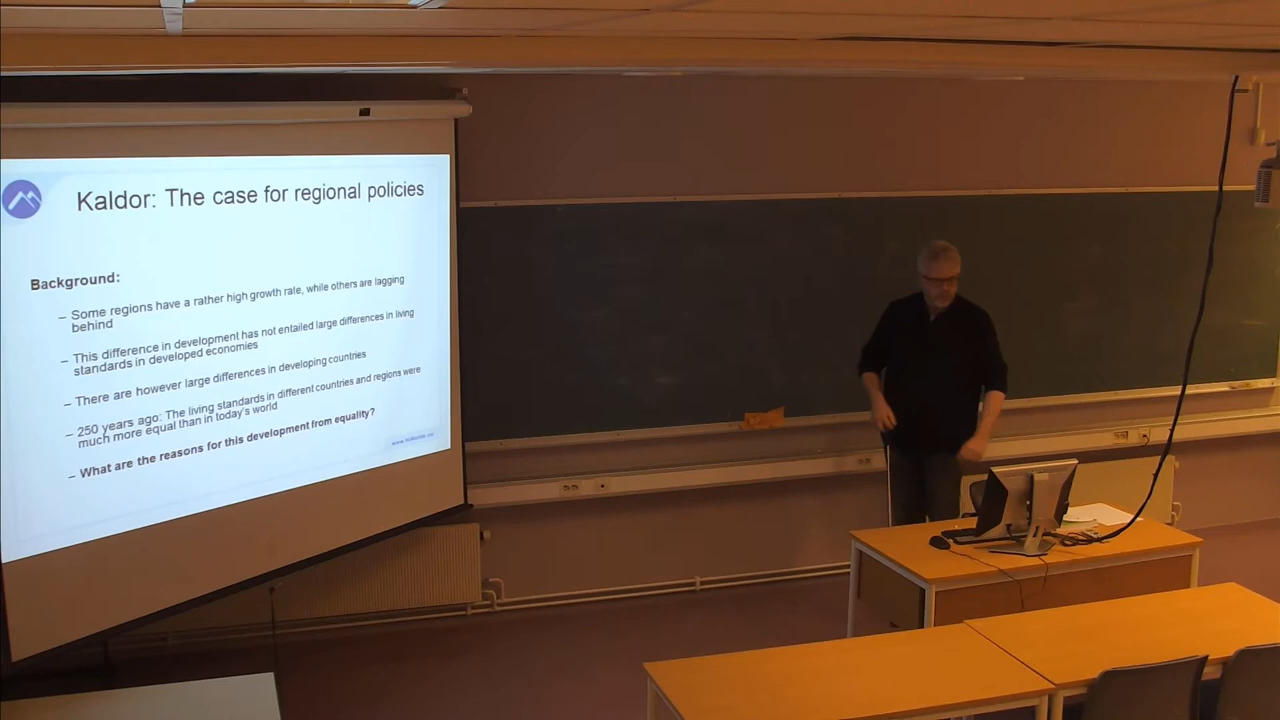 Kaldor: The case for regional policies
Background:
– Some regions have a rather high growth rate, while others are lagging
behind
– This difference in development has not entailed large differences in living
standards in developed economies
– There are however large differences in developing countries
– 250 years ago: The living standards in different countries and regions were
much more equal than in today's world
– What are the reasons for this development from equality?